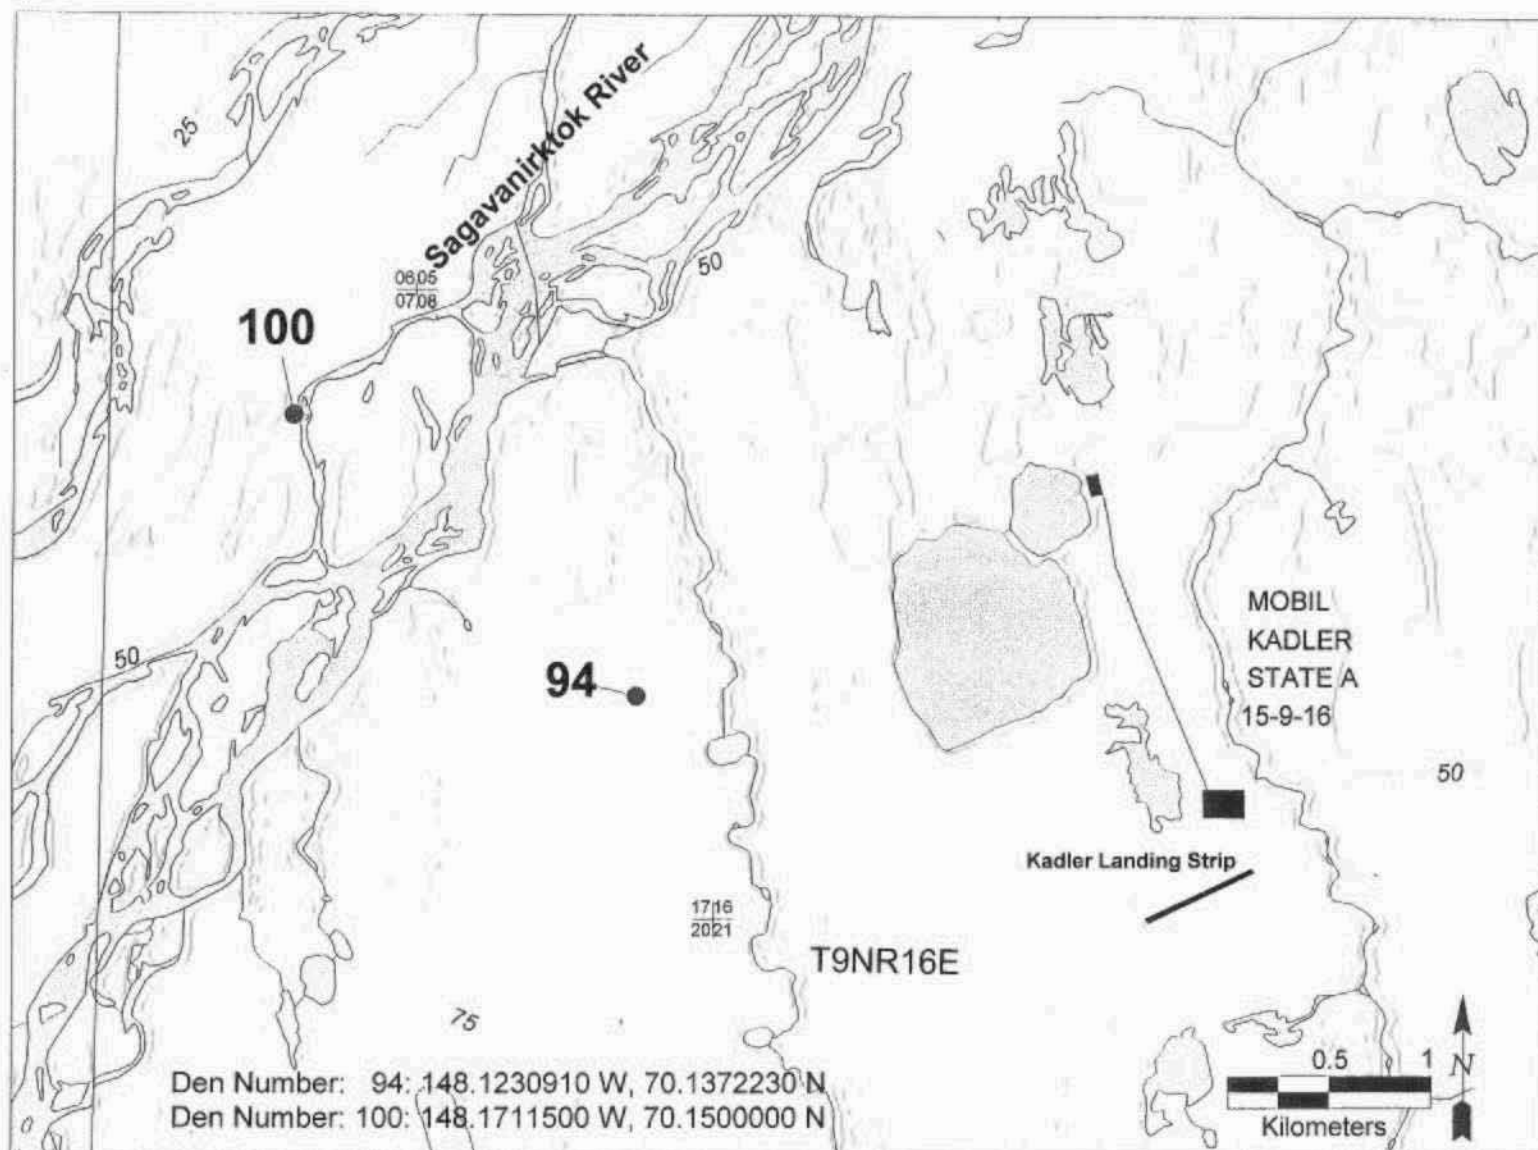 25
Sagavanirktok River
06 05
07 08
50
100
50
94
MOBIL
KADLER
STATE A
15-9-16
50
Kadler Landing Strip
17 16
20 21
T9NR16E
75
Den Number: 94: 148.1230910 W, 70.1372230 N
Den Number: 100: 148.1711500 W, 70.1500000 N
0.5 1
Kilometers
N